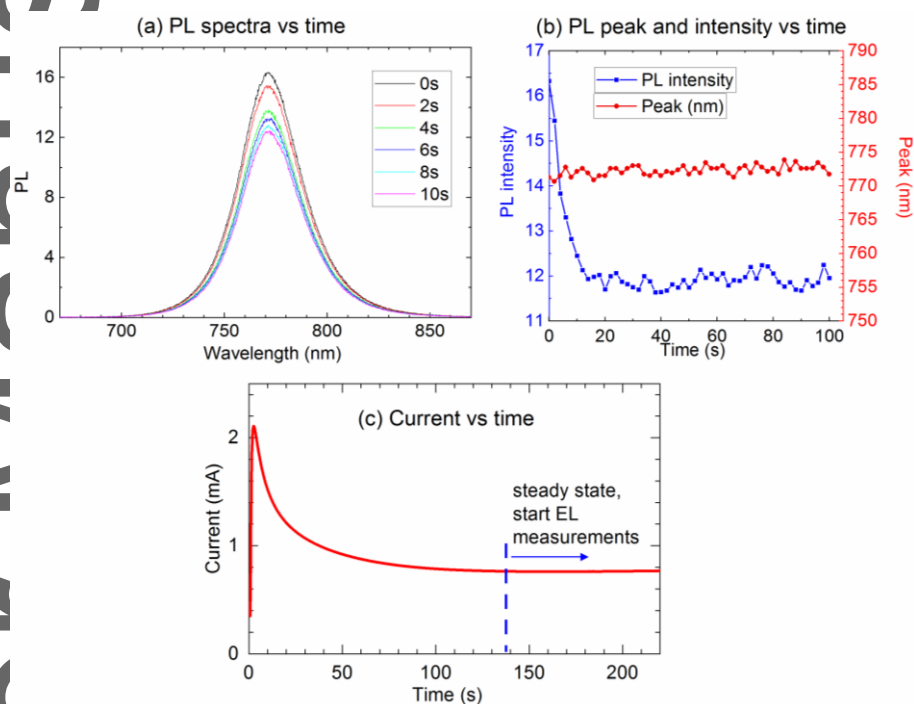 (a) PL spectra vs time
16
12
8
4
0
PL
700
750
800
850
Wavelength (nm)
0s
2s
4s
6s
8s
10s
(b) PL peak and intensity vs time
17
16
15
14
13
12
11
PL intensity
PL intensity
Peak (nm)
790
785
780
775
770
765
760
755
750
Peak (nm)
0
20
40
60
80
100
Time (s)
(c) Current vs time
2
1
0
Current (mA)
steady state,
start EL
measurements
0
50
100
150
200
Time (s)